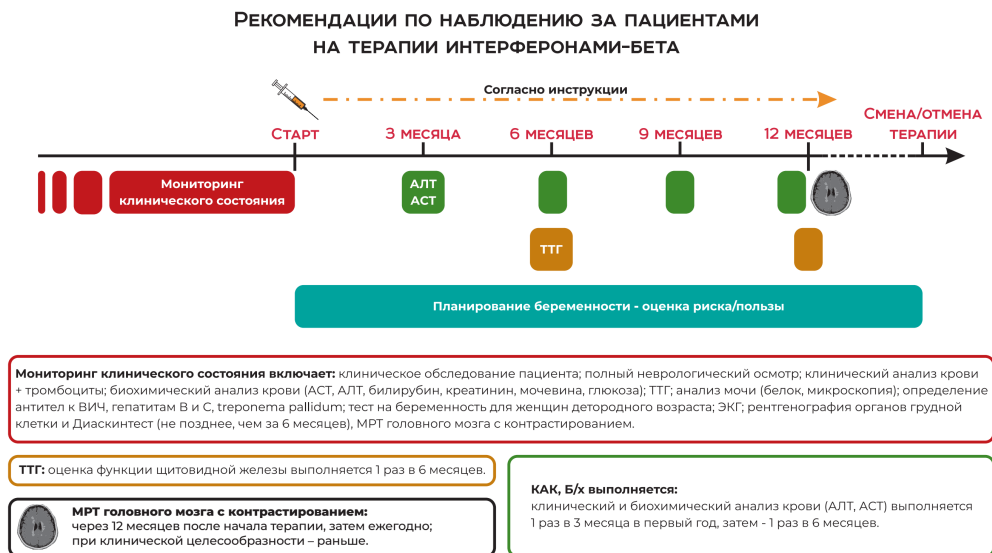 Рекомендации по наблюдению за пациентами
на терапии интерферонами-бета
Согласно инструкции
Старт
3 месяца
6 месяцев
9 месяцев
12 месяцев
Смена/отмена
терапии
Мониторинг
клинического состояния
АЛТ
АСТ
ТТГ
Планирование беременности - оценка риска/пользы
Мониторинг клинического состояния включает: клиническое обследование пациента; полный неврологический осмотр; клинический анализ крови
+ тромбоциты; биохимический анализ крови (АСТ, АЛТ, билирубин, креатинин, мочевина, глюкоза); ТТГ; анализ мочи (белок, микроскопия); определение
антител к ВИЧ, гепатитам В и С, treponema pallidum; тест на беременность для женщин детородного возраста; ЭКГ; рентгенография органов грудной
клетки и Диаскинтест (не позднее, чем за 6 месяцев), МРТ головного мозга с контрастированием.
ТТГ: оценка функции щитовидной железы выполняется 1 раз в 6 месяцев.
МРТ головного мозга с контрастированием:
через 12 месяцев после начала терапии, затем ежегодно;
при клинической целесообразности – раньше.
КАК, Б/х выполняется:
клинический и биохимический анализ крови (АЛТ, АСТ) выполняется
1 раз в 3 месяца в первый год, затем - 1 раз в 6 месяцев.